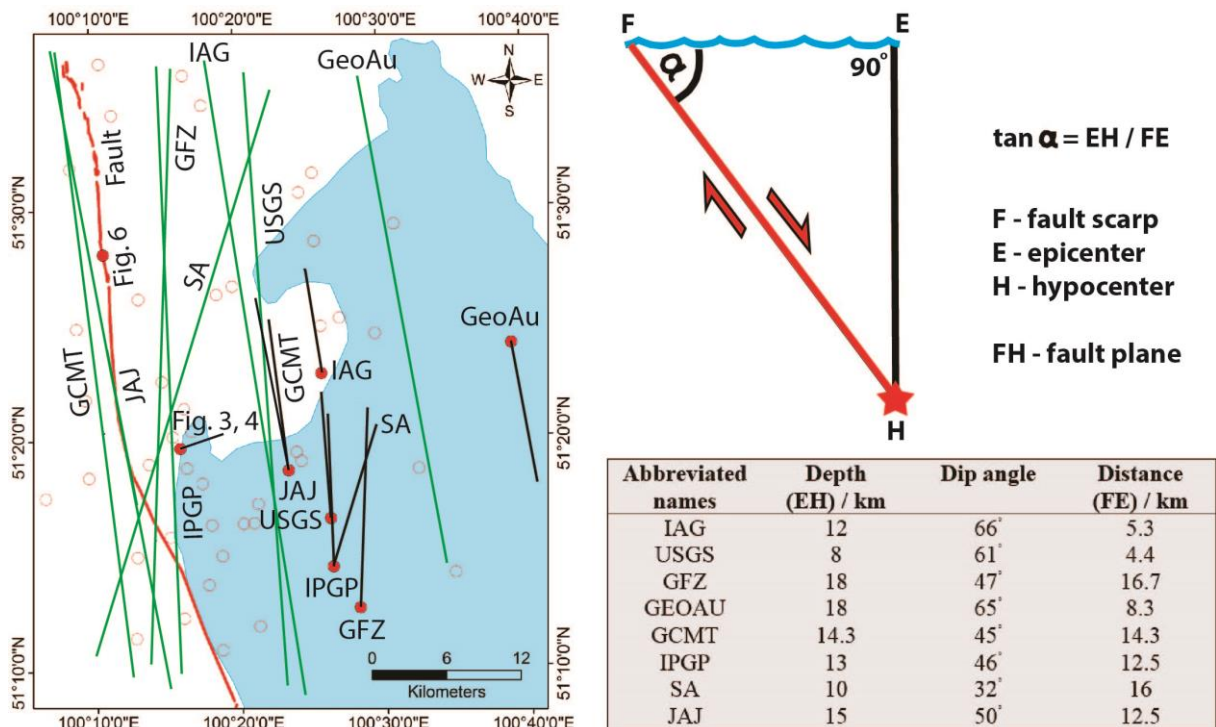 100°10'0"E 100°20'0"E 100°30'0"E 100°40'0"E
IAG
GeoAu
N
W E
S
Fault
GFZ
51°30'0"N
51°30'0"N
USGS
Fig. 6
SA
GeoAu
GCMT
JAJ
GCMT
IAG
Fig. 3, 4
SA
51°20'0"N
51°20'0"N
IPGP
JAJ
USGS
IPGP
GFZ
51°10'0"N
51°10'0"N
0 6 12
Kilometers
100°10'0"E 100°20'0"E 100°30'0"E 100°40'0"E
F E
α 90°
tan α = EH / FE
F - fault scarp
E - epicenter
H - hypocenter
FH - fault plane
H
Abbreviated names Depth (EH) / km Dip angle Distance (FE) / km
IAG 12 66° 5.3
USGS 8 61° 4.4
GFZ 18 47° 16.7
GEOAU 18 65° 8.3
GCMT 14.3 45° 14.3
IPGP 13 46° 12.5
SA 10 32° 16
JAJ 15 50° 12.5